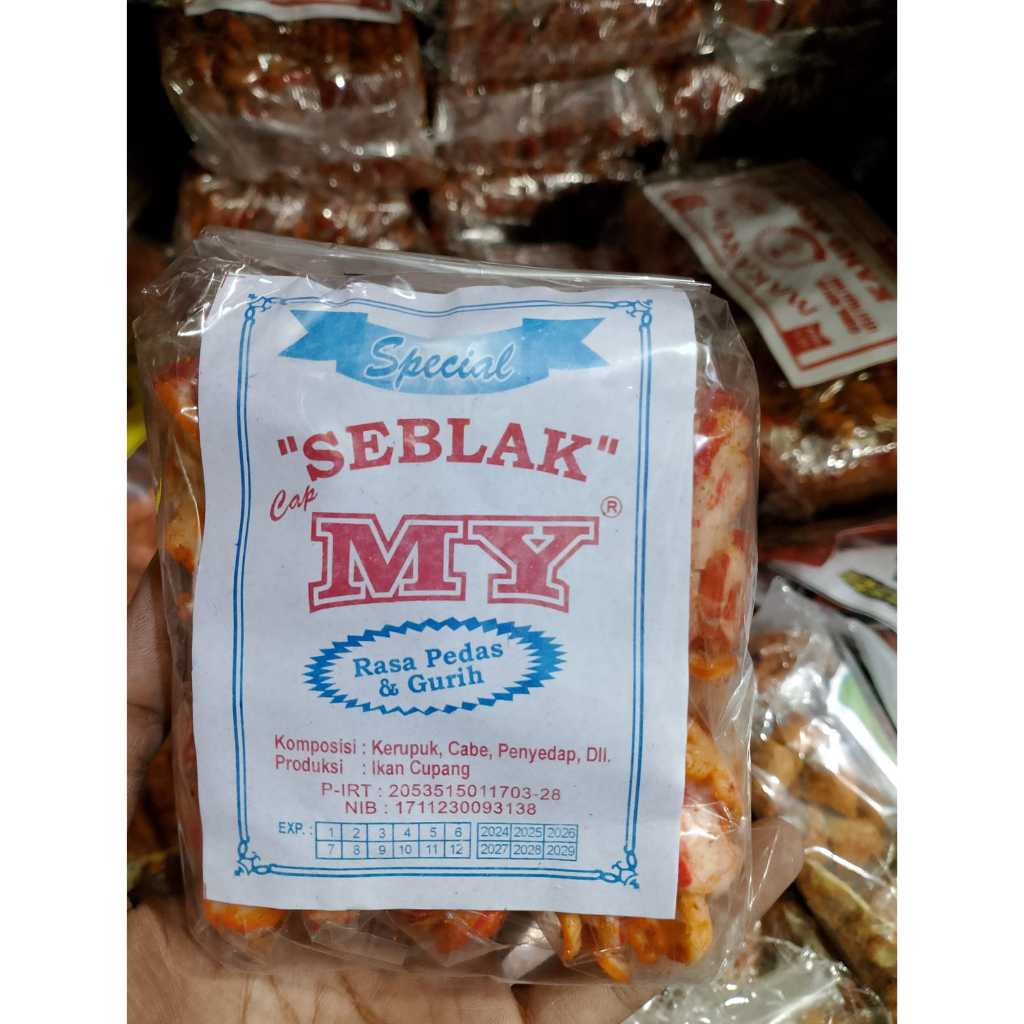 Special
"SEBLAK"
Cap
MY®
Rasa Pedas
& Gurih
Komposisi : Kerupuk, Cabe, Penyedap, Dll.
Produksi : Ikan Cupang
P-IRT : 2053515011703-28
NIB : 1711230093138
EXP. : 1 2 3 4 5 6 2024 2025 2026
7 8 9 10 11 12 2027 2028 2029